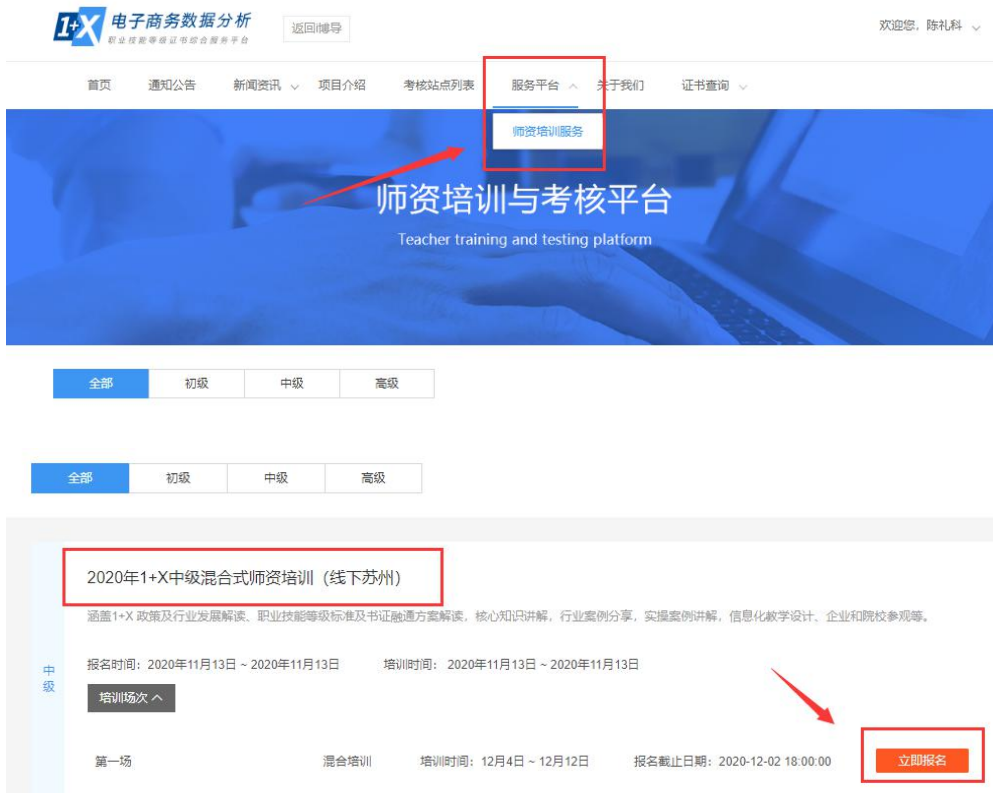 1+X 电子商务数据分析 返回i博导 欢迎您，陈礼科
职业技能等级证书综合服务平台
首页 通知公告 新闻资讯 项目介绍 考核站点列表 服务平台 关于我们 证书查询
师资培训服务
师资培训与考核平台
Teacher training and testing platform
全部 初级 中级 高级
全部 初级 中级 高级
2020年1+X中级混合式师资培训（线下苏州）
涵盖1+X 政策及行业发展解读、职业技能等级标准及书证融通方案解读，核心知识讲解，行业案例分享，实操案例讲解，信息化教学设计、企业和院校参观等。
中级
报名时间：2020年11月13日 ~ 2020年11月13日 培训时间： 2020年11月13日 ~ 2020年11月13日
培训场次
第一场 混合培训 培训时间：12月4日 ~ 12月12日 报名截止日期：2020-12-02 18:00:00 立即报名